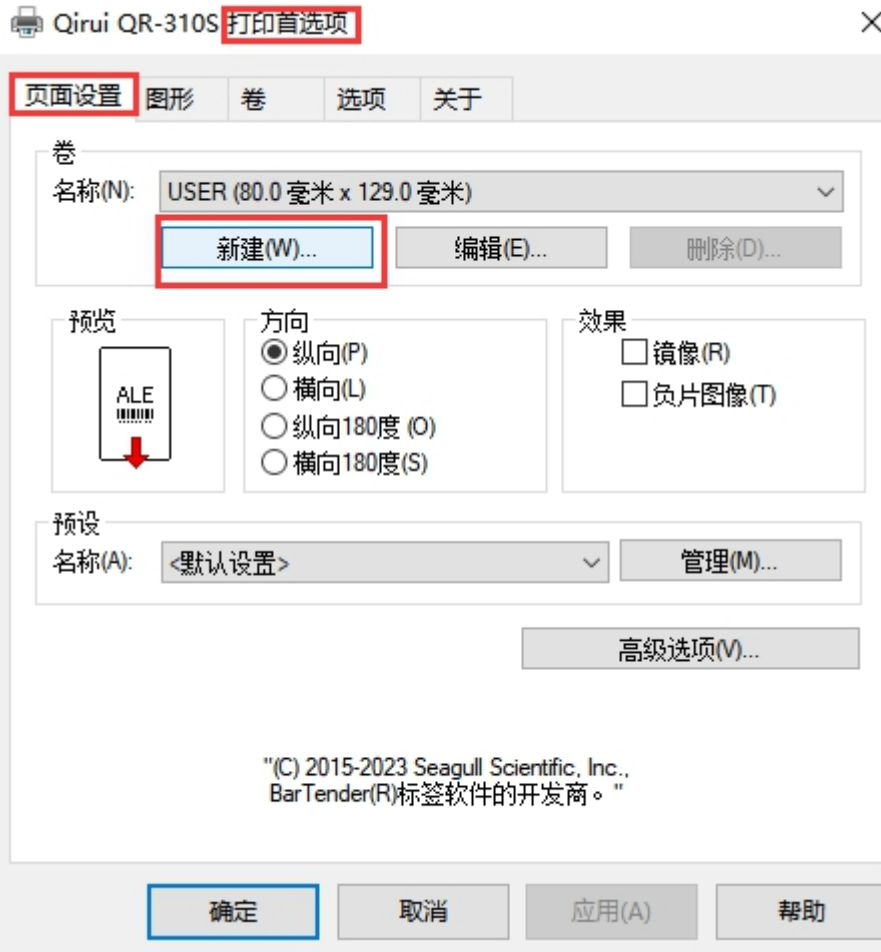 Qirui QR-310S 打印首选项
页面设置 图形 卷 选项 关于
卷
名称(N): USER (80.0 毫米 x 129.0 毫米)
新建(W)... 编辑(E)... 删除(D)...
预览 方向 效果
ALE
纵向(P)
横向(L)
纵向180度 (O)
横向180度(S)
镜像(R)
负片图像(T)
预设
名称(A): <默认设置> 管理(M)...
高级选项(V)...
"(C) 2015-2023 Seagull Scientific, Inc.,
BarTender(R)标签软件的开发商。"
确定 取消 应用(A) 帮助